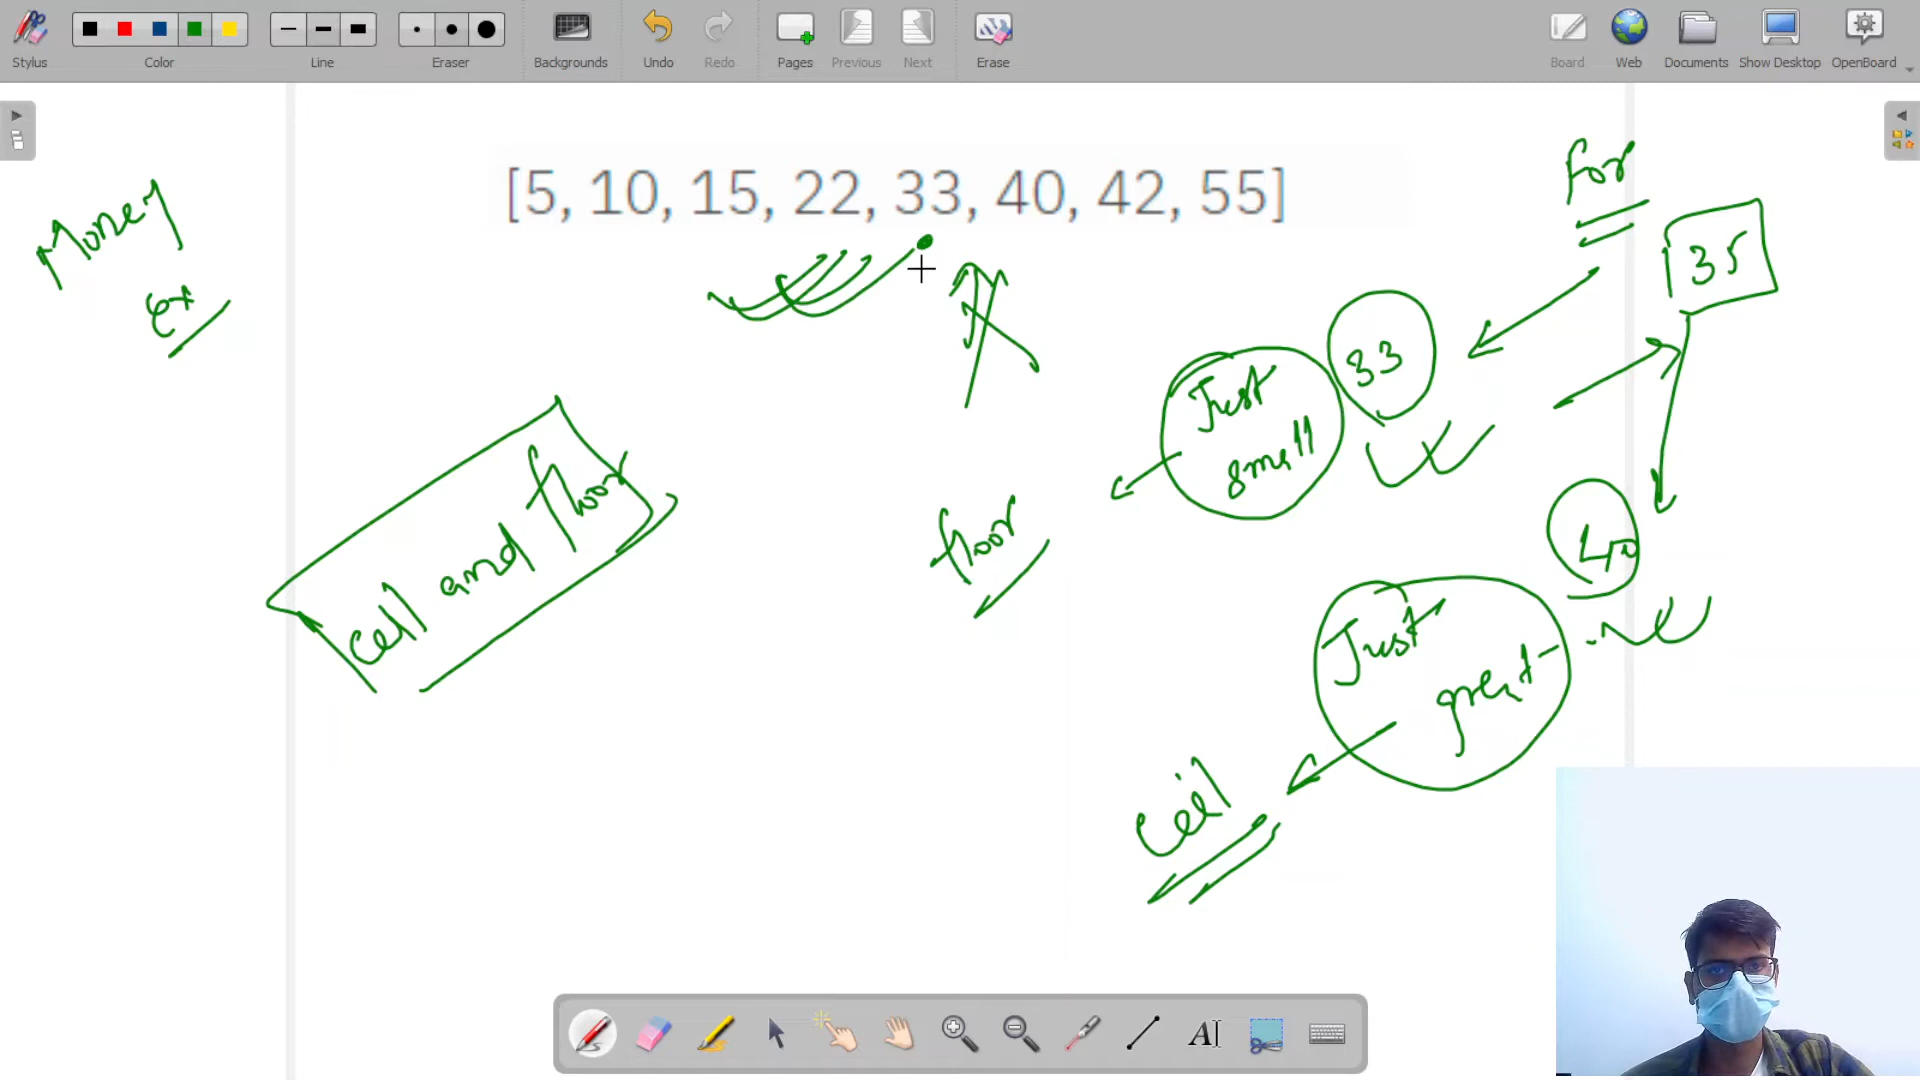 Stylus
Color
Line
Eraser
Backgrounds
Undo
Redo
Pages
Previous
Next
Erase
Board
Web
Documents
Show Desktop
OpenBoard
[5, 10, 15, 22, 33, 40, 42, 55]
Money
ex
For
35
33
Just
small
floor
40
Just
great
Ceil
Ceil and floor